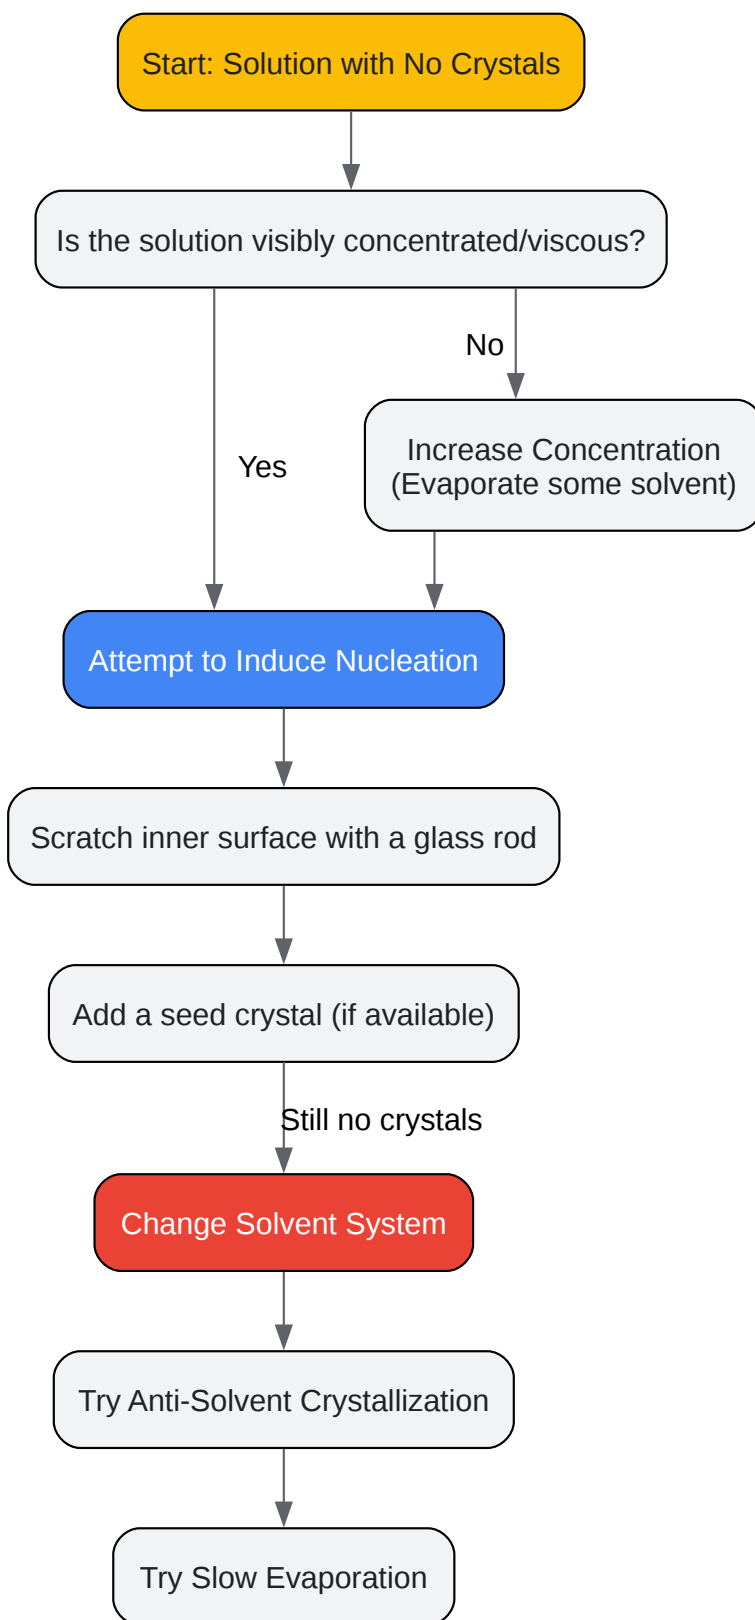 Start: Solution with No Crystals
Is the solution visibly concentrated/viscous?
No
Increase Concentration
(Evaporate some solvent)
Yes
Attempt to Induce Nucleation
Scratch inner surface with a glass rod
Add a seed crystal (if available)
Still no crystals
Change Solvent System
Try Anti-Solvent Crystallization
Try Slow Evaporation